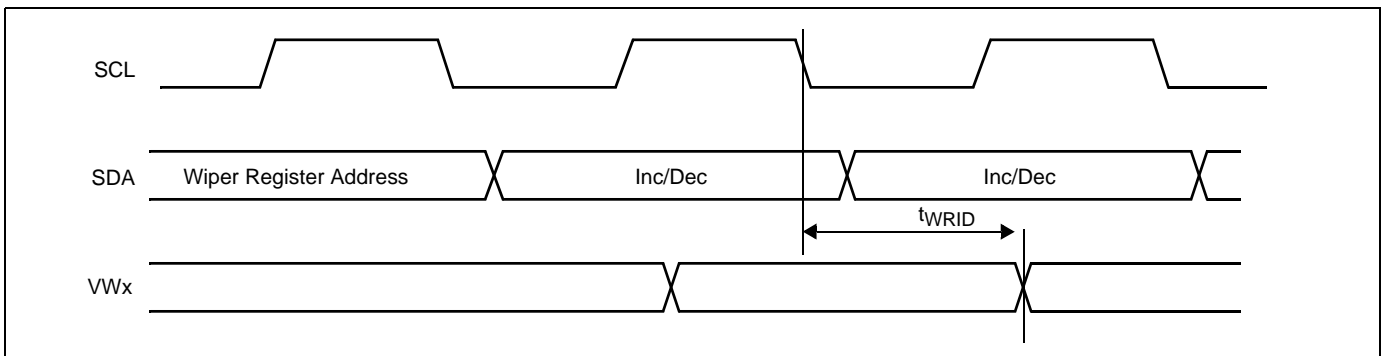 SCL
SDA Wiper Register Address Inc/Dec Inc/Dec
tWRID
VWx